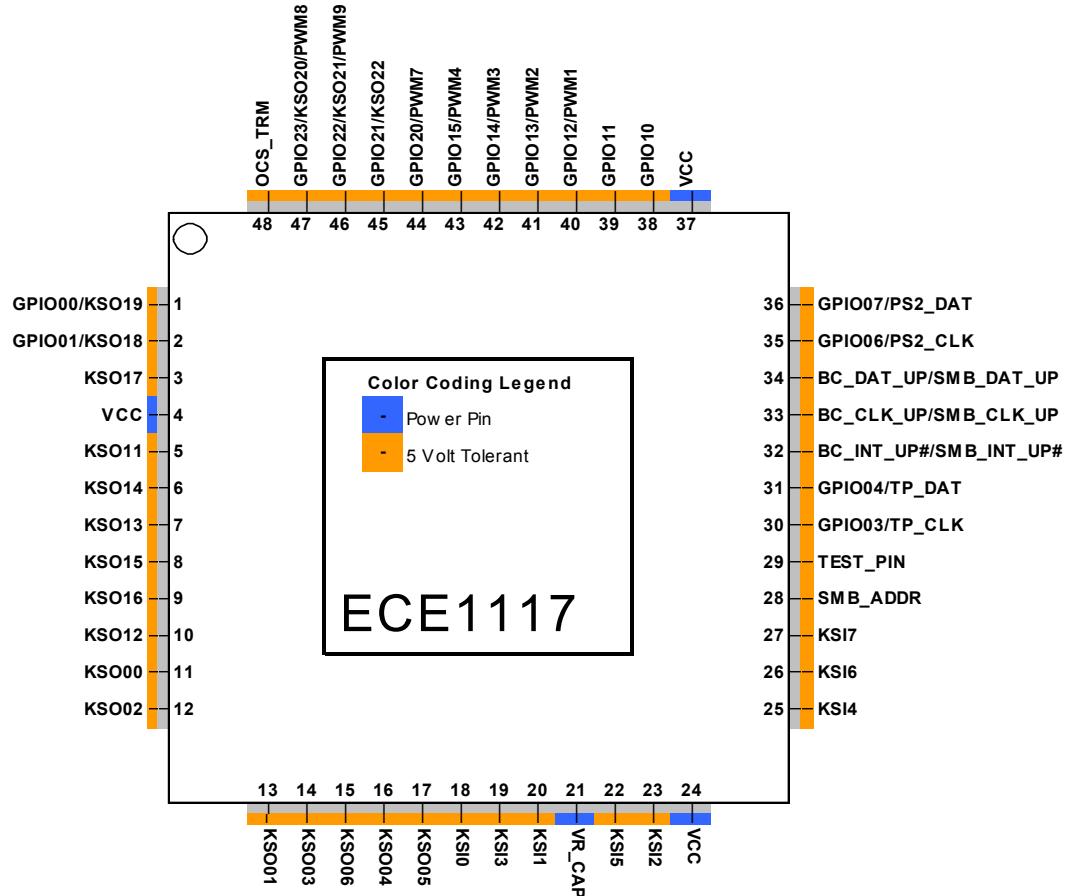 OCS_TRM
GPIO23/KSO20/PWM8
GPIO22/KSO21/PWM9
GPIO21/KSO22
GPIO20/PWM7
GPIO15/PWM4
GPIO14/PWM3
GPIO13/PWM2
GPIO12/PWM1
GPIO11
GPIO10
VCC
48 47 46 45 44 43 42 41 40 39 38 37
GPIO00/KSO19 1
GPIO01/KSO18 2
KSO17 3
VCC 4
KSO11 5
KSO14 6
KSO13 7
KSO15 8
KSO16 9
KSO12 10
KSO00 11
KSO02 12
Color Coding Legend
- Power Pin
- 5 Volt Tolerant
ECE1117
36 GPIO07/PS2_DAT
35 GPIO06/PS2_CLK
34 BC_DAT_UP/SMB_DAT_UP
33 BC_CLK_UP/SMB_CLK_UP
32 BC_INT_UP#/SMB_INT_UP#
31 GPIO04/TP_DAT
30 GPIO03/TP_CLK
29 TEST_PIN
28 SMB_ADDR
27 KSI7
26 KSI6
25 KSI4
13 14 15 16 17 18 19 20 21 22 23 24
KSO01
KSO03
KSO06
KSO04
KSO05
KSI0
KSI3
KSI1
VR_CAP
KSI5
KSI2
VCC